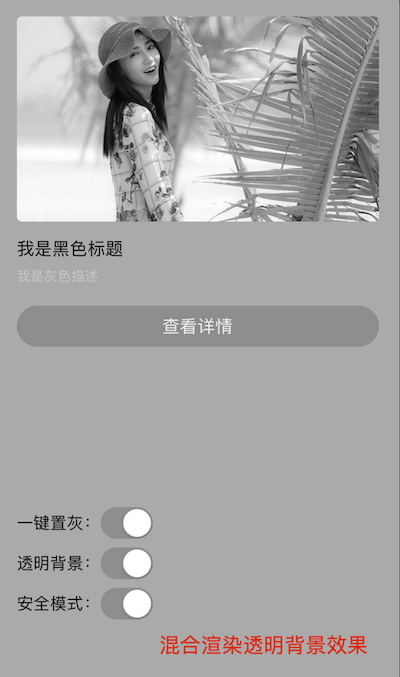 我是黑色标题
我是灰色描述
查看详情
一键置灰：
透明背景：
安全模式：
混合渲染透明背景效果